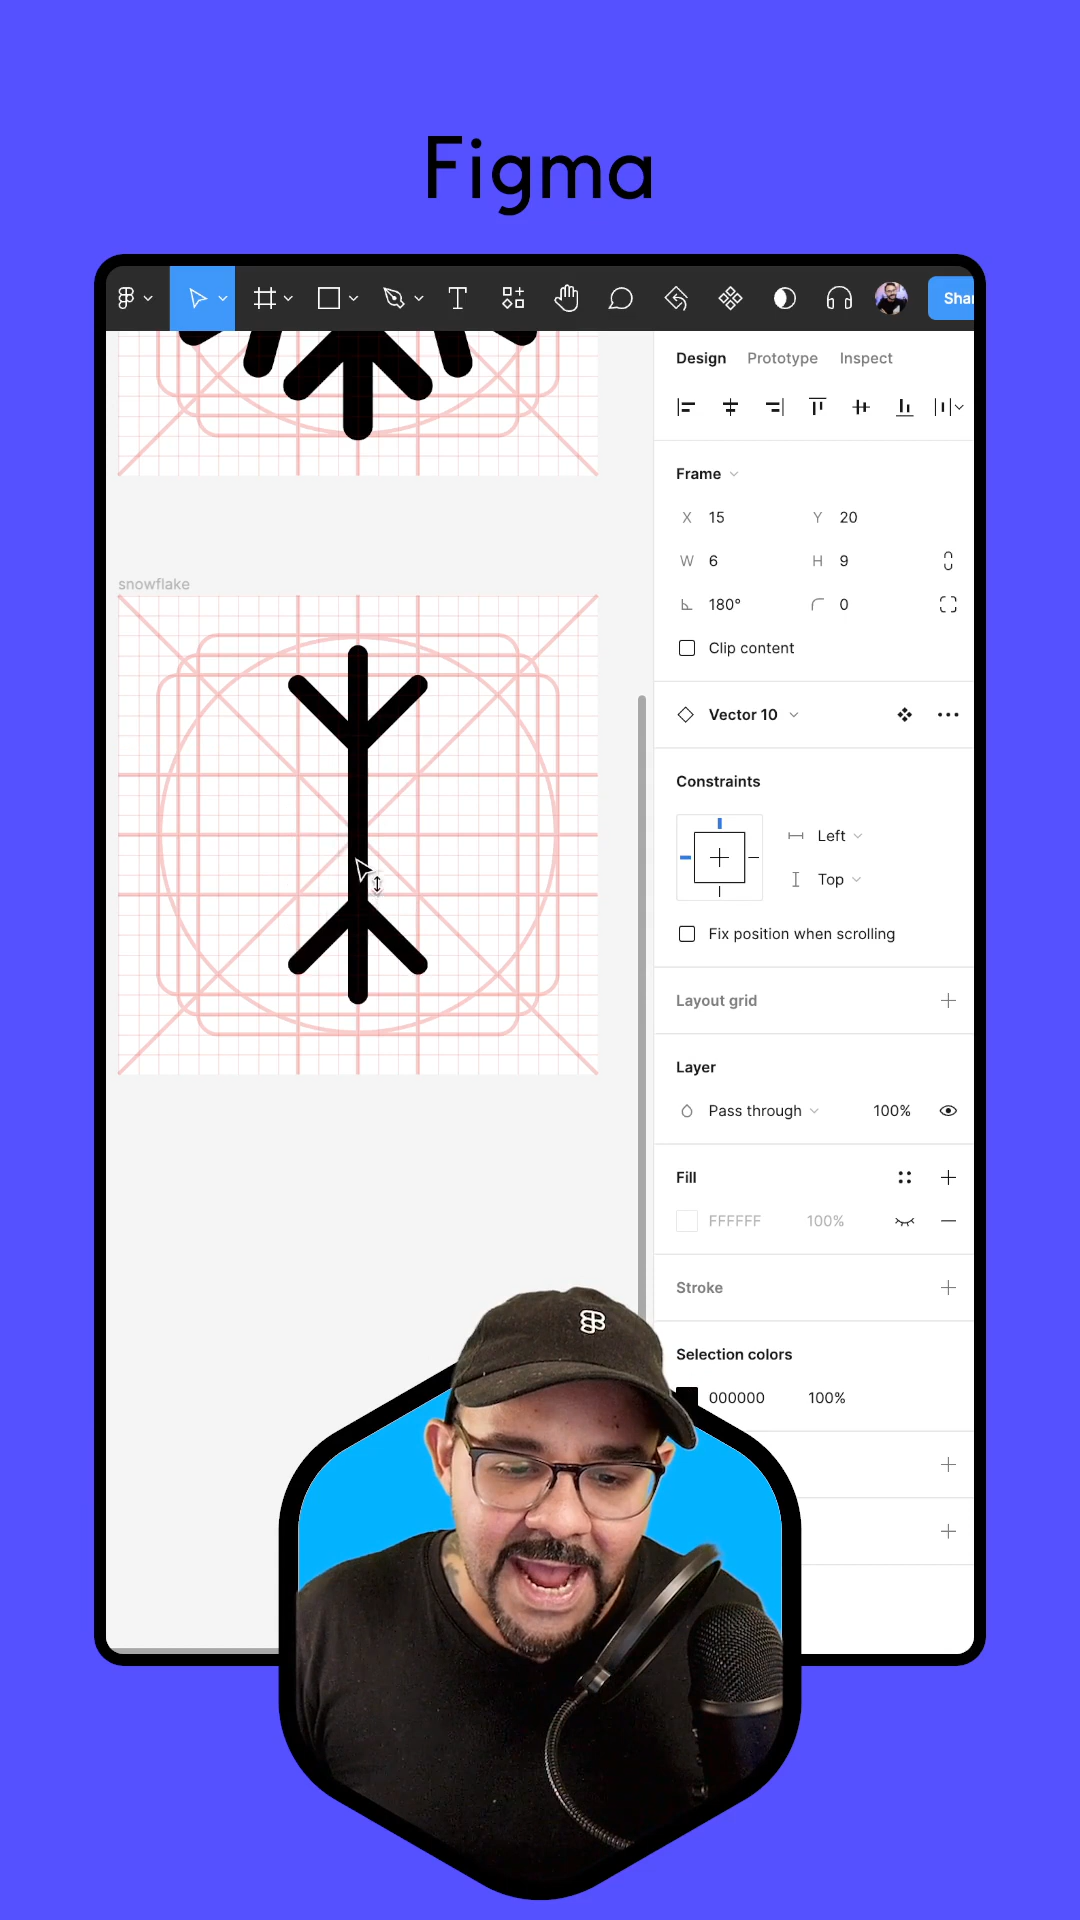 Figma
Shar
Design Prototype Inspect
Frame
X 15 Y 20
W 6 H 9
180° 0
Clip content
snowflake
Vector 10
Constraints
Left
Top
Fix position when scrolling
Layout grid
Layer
Pass through 100%
Fill
FFFFFF 100%
Stroke
Selection colors
000000 100%